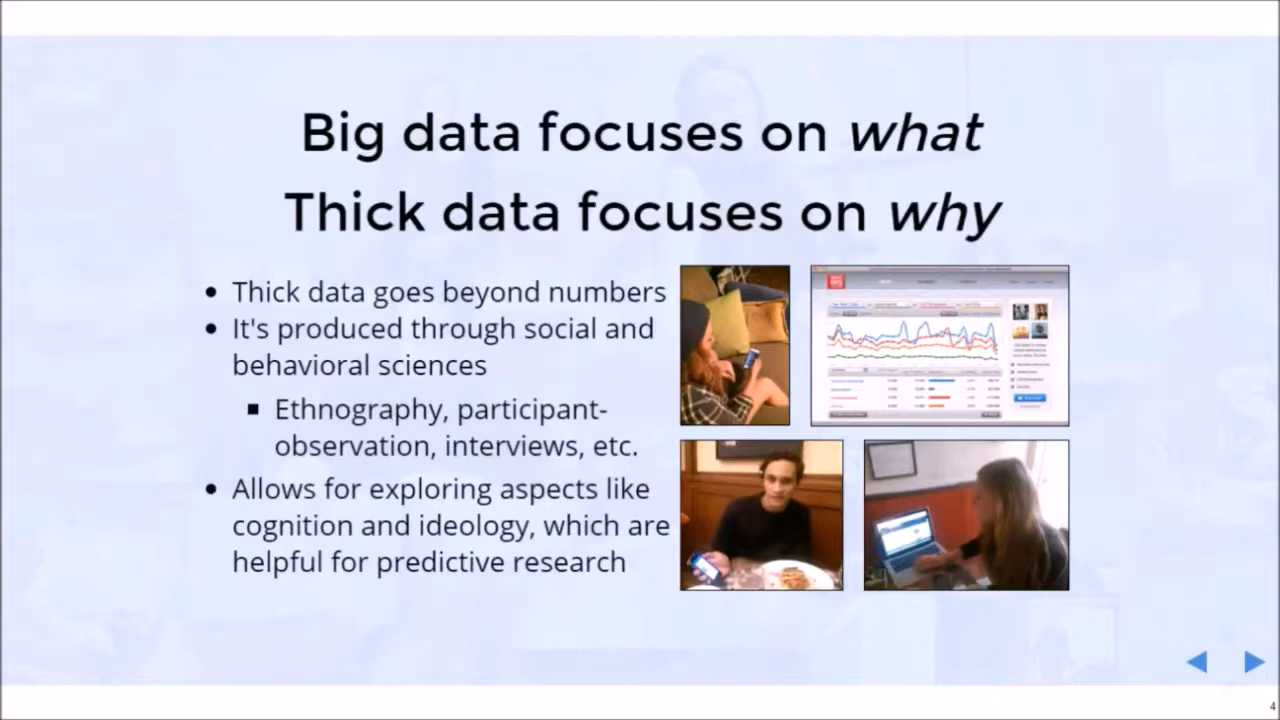 Big data focuses on what
Thick data focuses on why
Thick data goes beyond numbers
It's produced through social and
behavioral sciences
Ethnography, participant-
observation, interviews, etc.
Allows for exploring aspects like
cognition and ideology, which are
helpful for predictive research
4